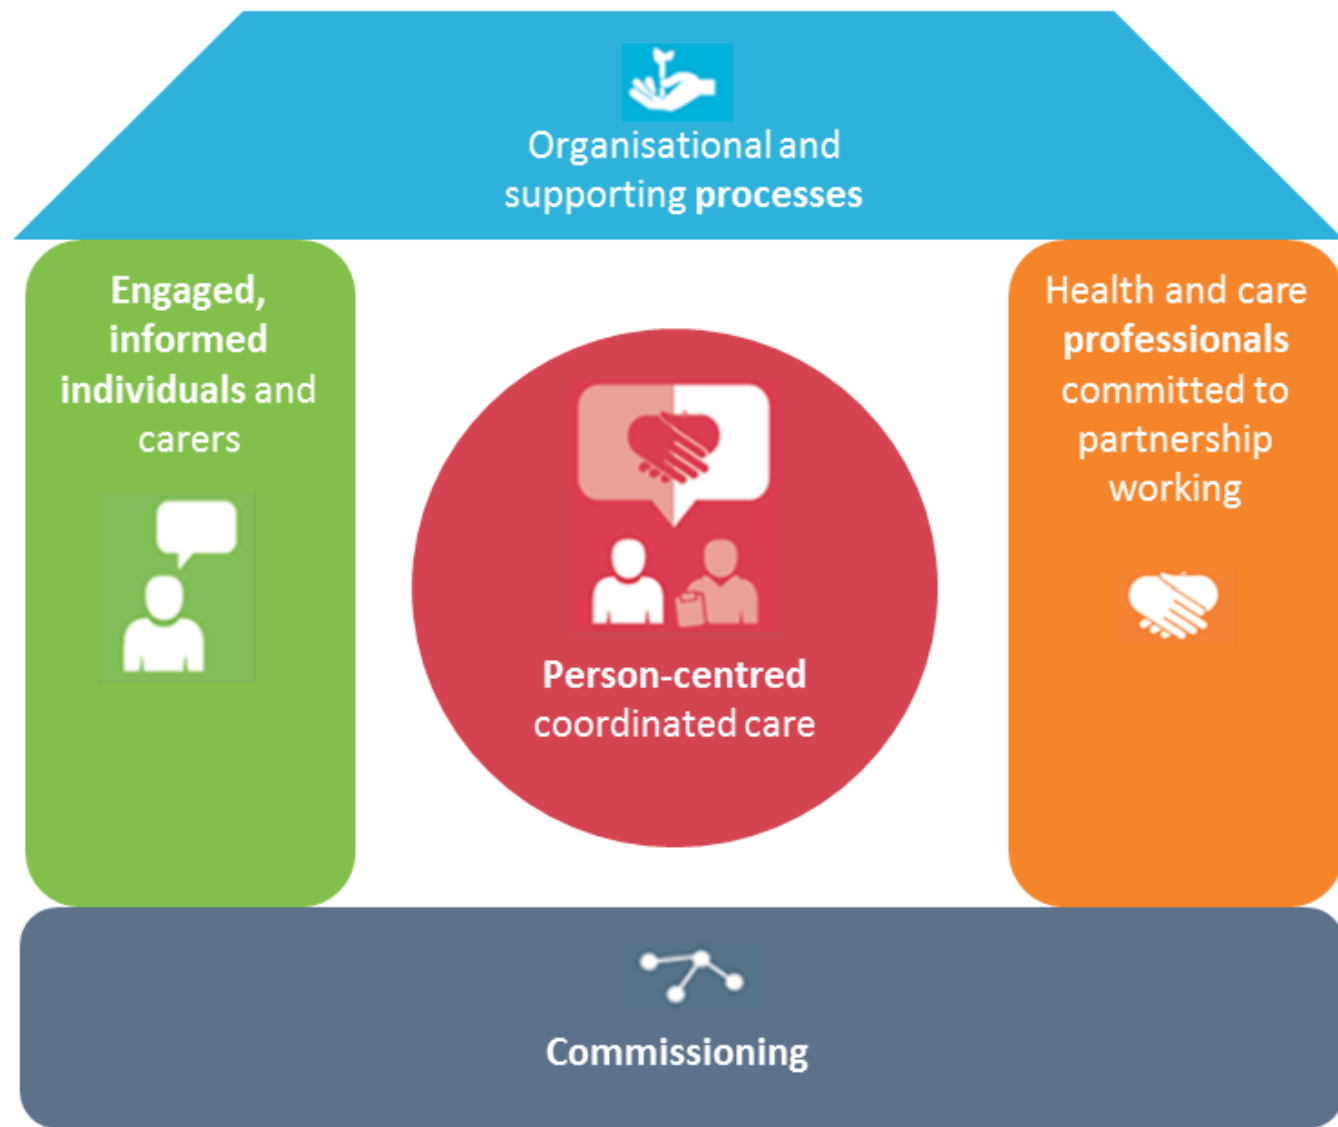 Organisational and
supporting processes
Engaged,
informed
individuals and
carers
Person-centred
coordinated care
Health and care
professionals
committed to
partnership
working
Commissioning